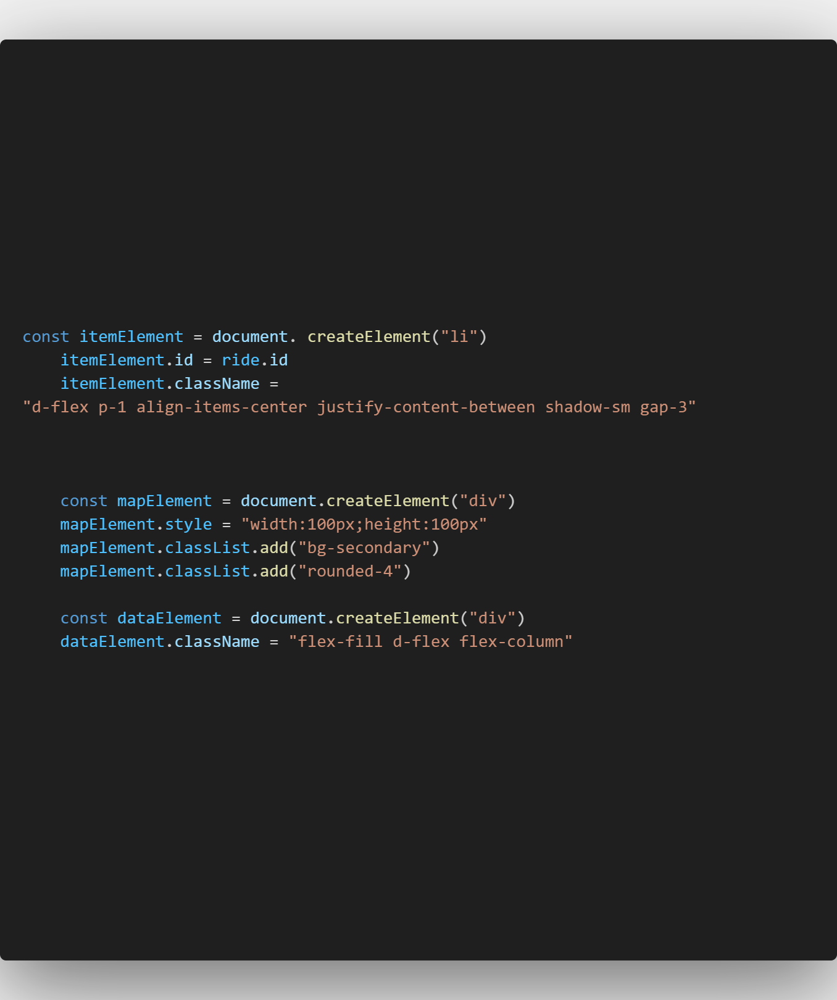 const itemElement = document. createElement("li")
    itemElement.id = ride.id
    itemElement.className =
"d-flex p-1 align-items-center justify-content-between shadow-sm gap-3"
    const mapElement = document.createElement("div")
    mapElement.style = "width:100px;height:100px"
    mapElement.classList.add("bg-secondary")
    mapElement.classList.add("rounded-4")
    const dataElement = document.createElement("div")
    dataElement.className = "flex-fill d-flex flex-column"